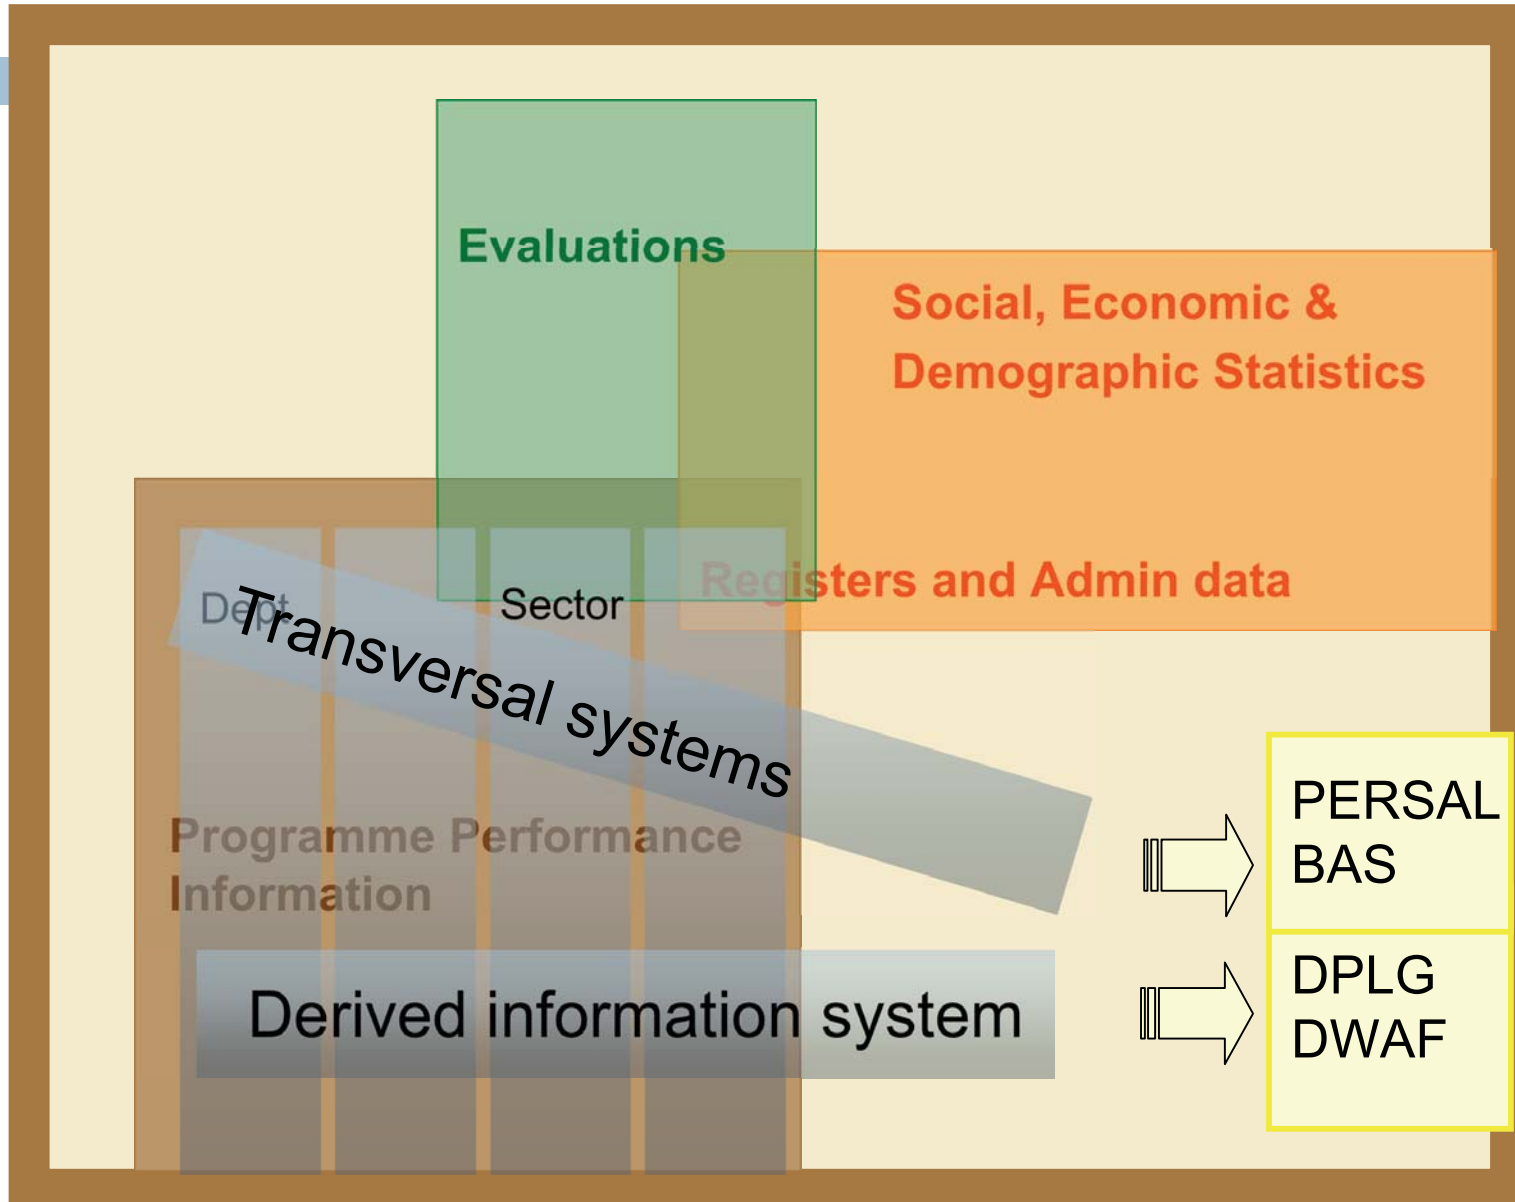 Evaluations
Social, Economic &
Demographic Statistics
Registers and Admin data
Dept
Sector
Transversal systems
Programme Performance
Information
Derived information system
PERSAL
BAS
DPLG
DWAF